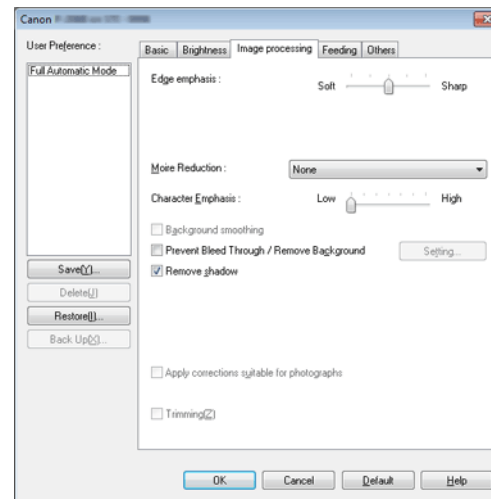 Canon
User Preference :
Full Automatic Mode
Save(Y)...
Delete(J)
Restore(I)...
Back Up(X)...
Basic Brightness Image processing Feeding Others
Edge emphasis :
Soft Sharp
Moire Reduction :
None
Character Emphasis :
Low High
Background smoothing
Prevent Bleed Through / Remove Background
Setting...
Remove shadow
Apply corrections suitable for photographs
Trimming(Z)
OK Cancel Default Help